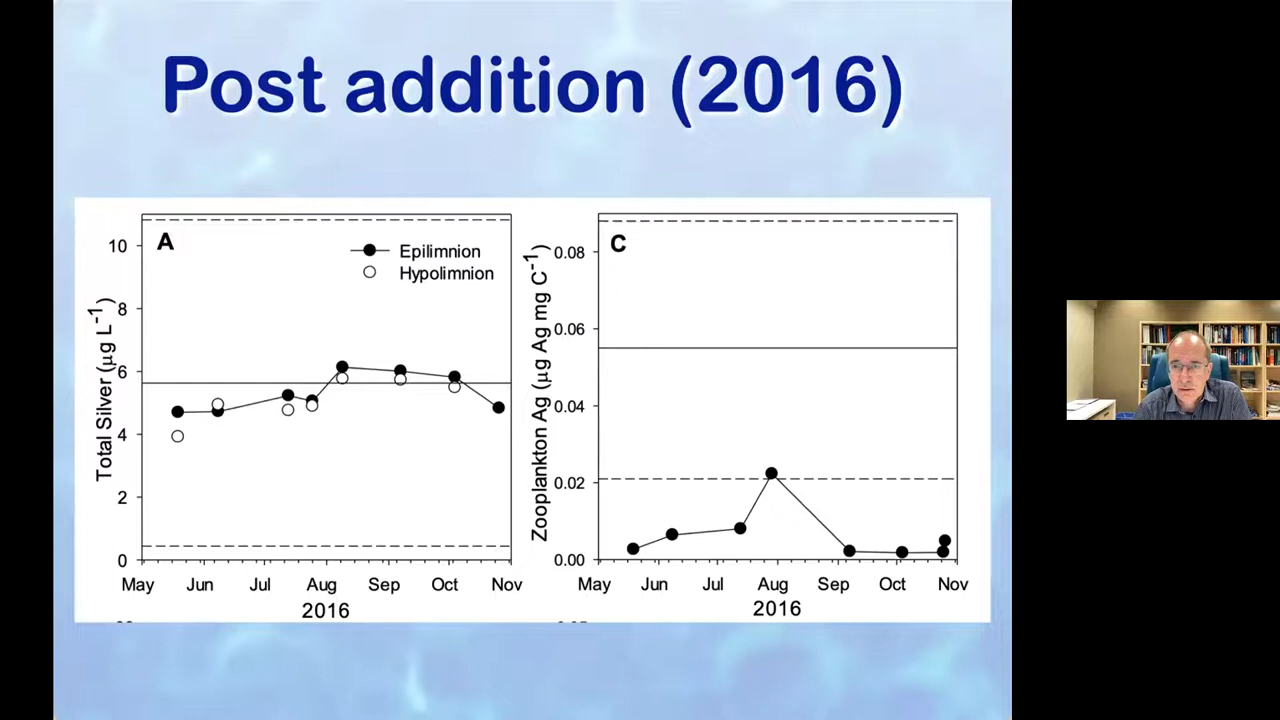 Post addition (2016)
A
Epilimnion
Hypolimnion
Total Silver (µg L-1)
10
8
6
4
2
0
May Jun Jul Aug Sep Oct Nov
2016
C
Zooplankton Ag (µg Ag mg C-1)
0.08
0.06
0.04
0.02
0.00
May Jun Jul Aug Sep Oct Nov
2016